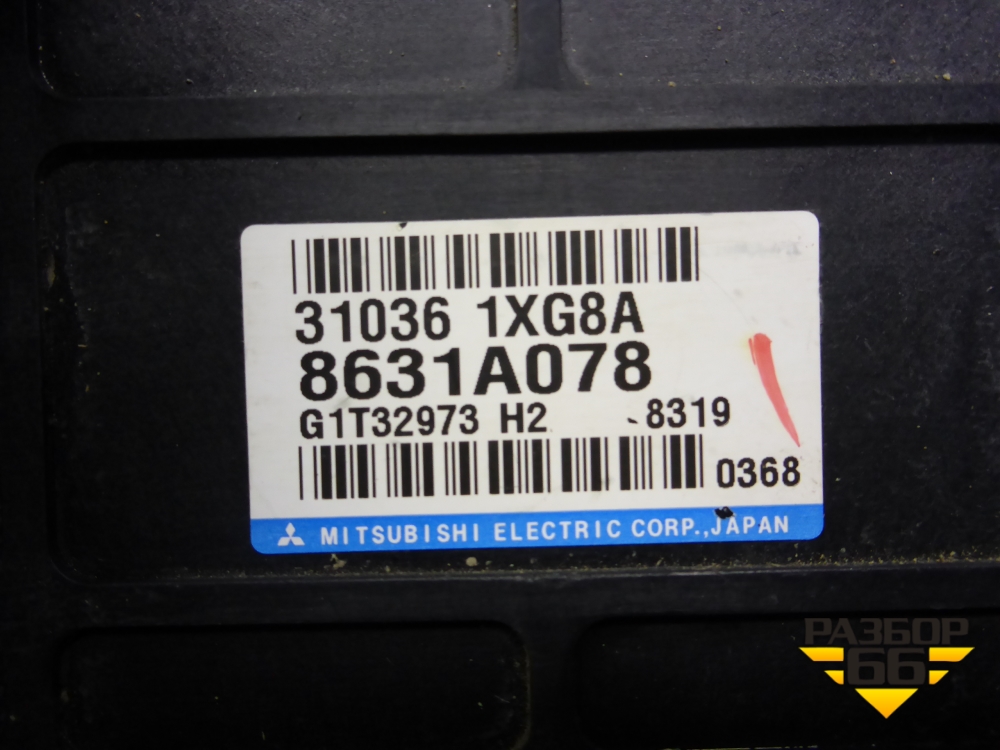 31036 1XG8A
8631A078
G1T32973 H2 -8319
0368
MITSUBISHI ELECTRIC CORP.,JAPAN
РАЗБОР
66